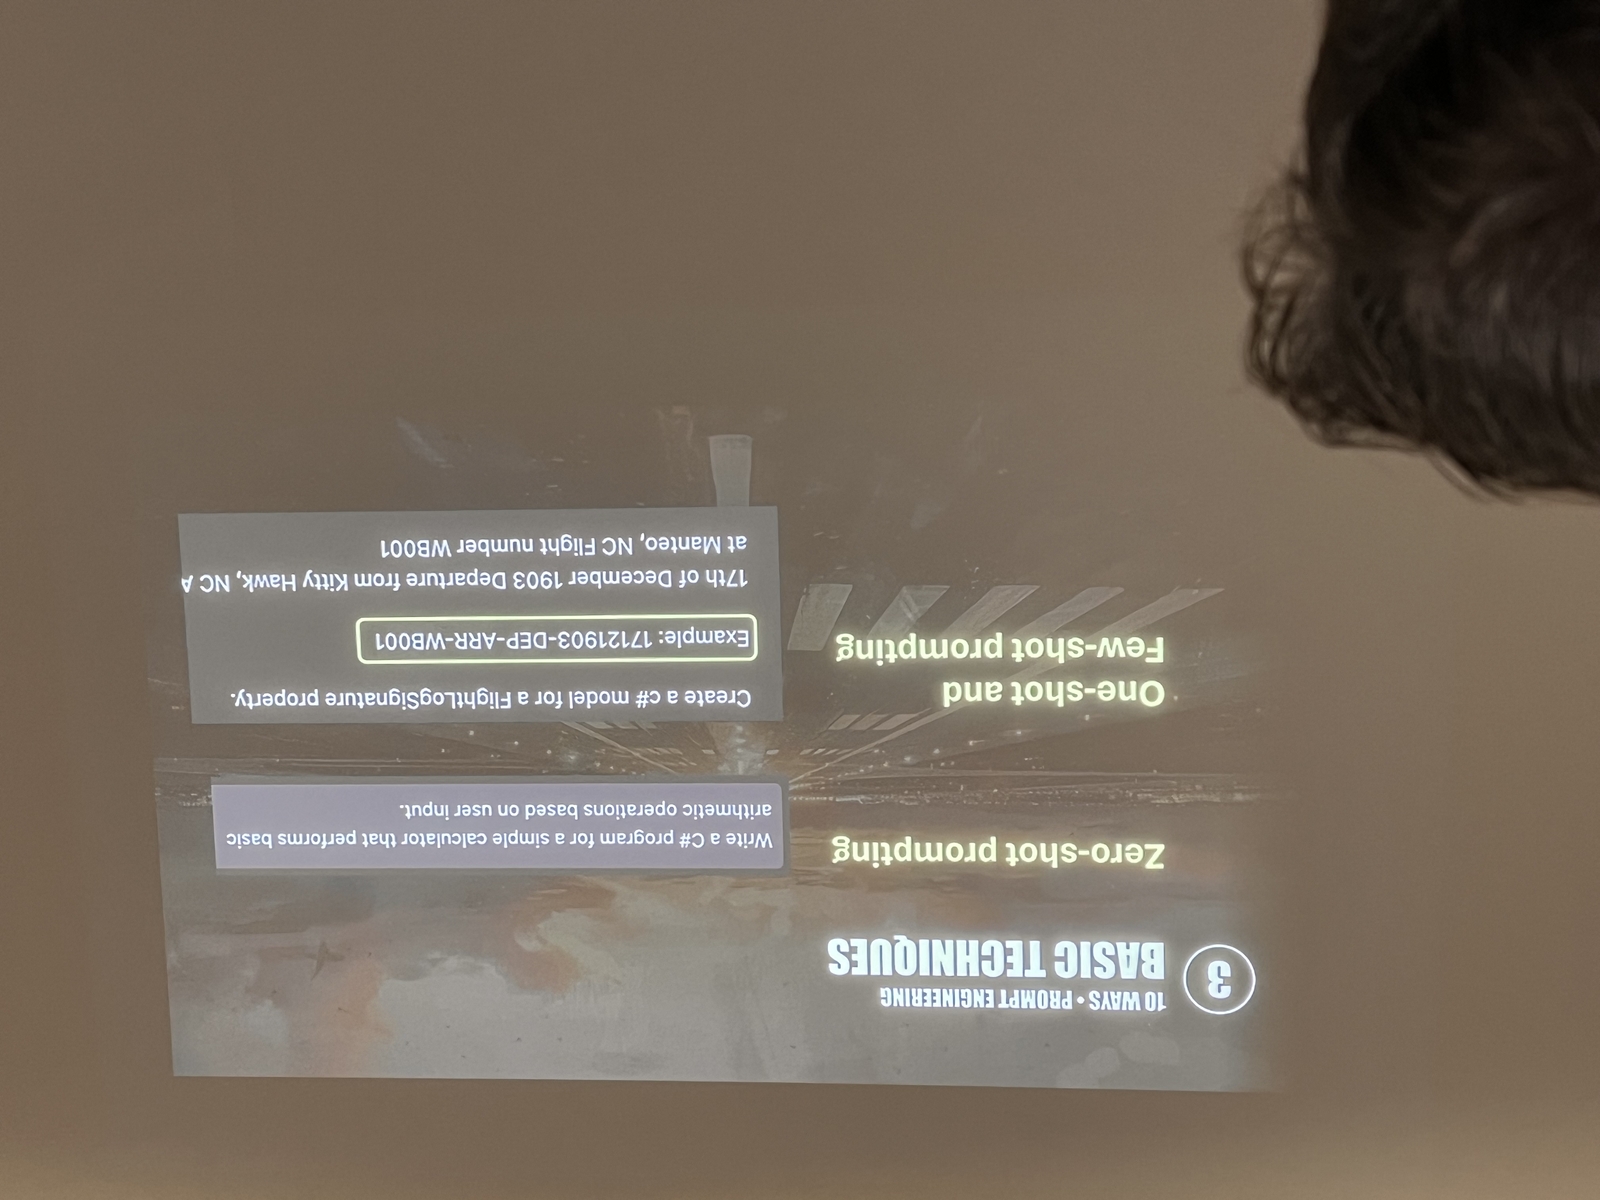 3
10 WAYS • PROMPT ENGINEERING
BASIC TECHNIQUES
Zero-shot prompting
Write a C# program for a simple calculator that performs basic
arithmetic operations based on user input.
One-shot and
Few-shot prompting
Create a c# model for a FlightLogSignature property.
Example: 17121903-DEP-ARR-WB001
17th of December 1903 Departure from Kitty Hawk, NC A
at Manteo, NC Flight number WB001